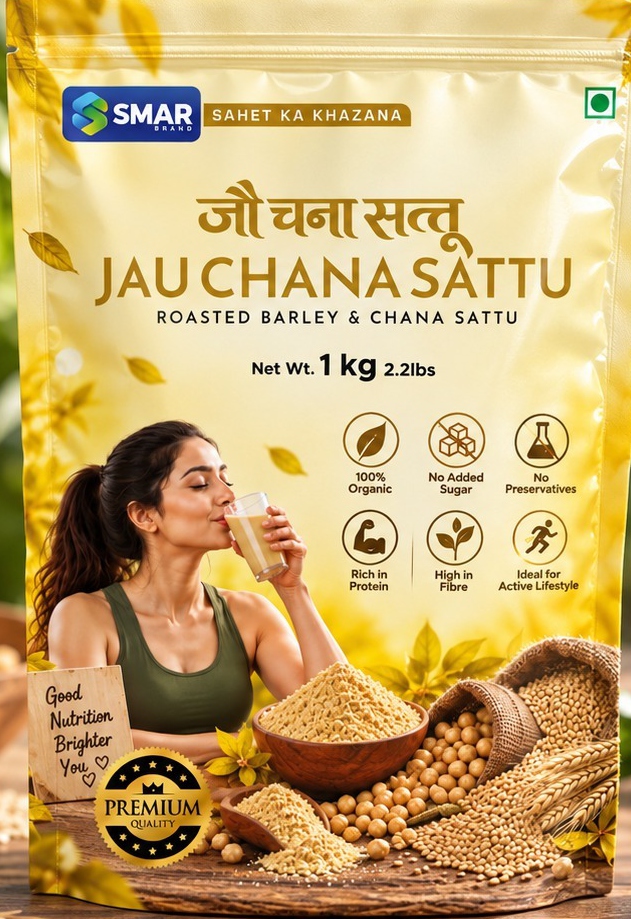 SMAR
BRAND
SAHET KA KHAZANA
जौ चना सत्तू
JAU CHANA SATTU
ROASTED BARLEY & CHANA SATTU
Net Wt. 1 kg 2.2lbs
100%
Organic
No Added
Sugar
No
Preservatives
Rich in
Protein
High in
Fibre
Ideal for
Active Lifestyle
Good
Nutrition
Brighter
You
PREMIUM
QUALITY